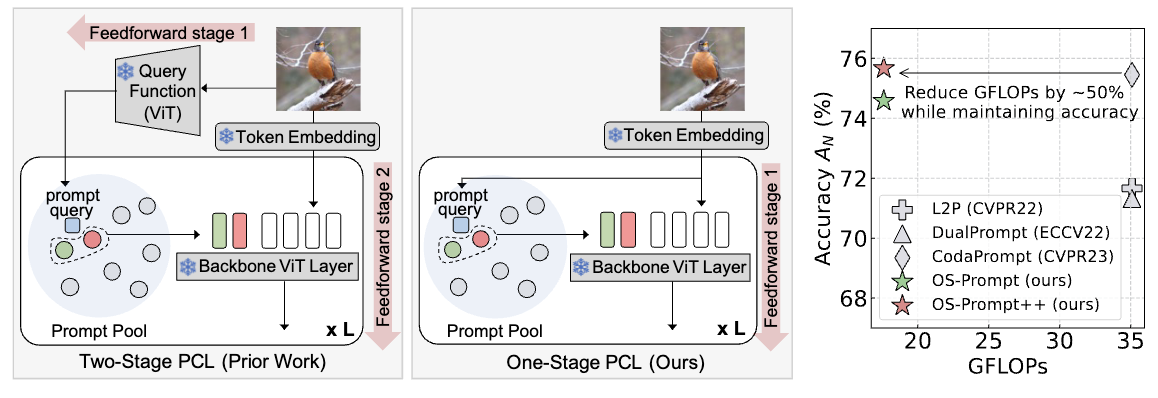 Feedforward stage 1
Query
Function
(ViT)
Token Embedding
prompt
query
Backbone ViT Layer
Prompt Pool
x L
Feedforward stage 2
Two-Stage PCL (Prior Work)
Token Embedding
prompt
query
Backbone ViT Layer
Prompt Pool
x L
Feedforward stage 1
One-Stage PCL (Ours)
Accuracy A_N (%)
76
74
72
70
68
Reduce GFLOPs by ~50%
while maintaining accuracy
L2P (CVPR22)
DualPrompt (ECCV22)
CodaPrompt (CVPR23)
OS-Prompt (ours)
OS-Prompt++ (ours)
20 25 30 35
GFLOPs